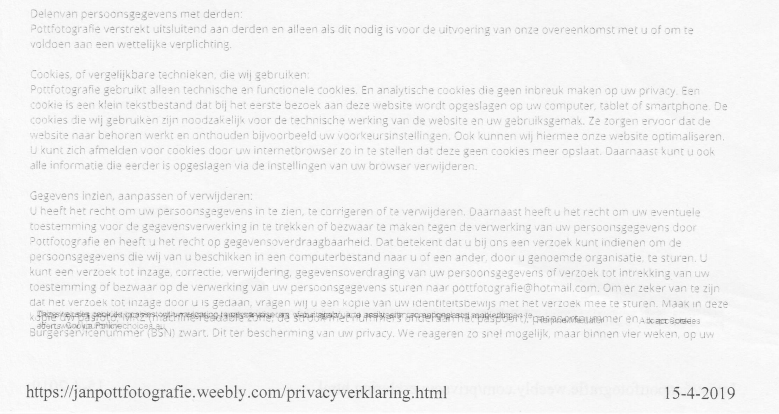 Delenvan persoonsgegevens met derden:
Pottfotografie verstrekt uitsluitend aan derden en alleen als dit nodig is voor de uitvoering van onze overeenkomst met u of om te
voldoen aan een wettelijke verplichting.
Cookies, of vergelijkbare technieken, die wij gebruiken:
Pottfotografie gebruikt alleen technische en functionele cookies. En analytische cookies die geen inbreuk maken op uw privacy. Een
cookie is een klein tekstbestand dat bij het eerste bezoek aan deze website wordt opgeslagen op uw computer, tablet of smartphone. De
cookies die wij gebruiken zijn noodzakelijk voor de technische werking van de website en uw gebruiksgemak. Ze zorgen ervoor dat de
website naar behoren werkt en onthouden bijvoorbeeld uw voorkeursinstellingen. Ook kunnen wij hiermee onze website optimaliseren.
U kunt zich afmelden voor cookies door uw internetbrowser zo in te stellen dat deze geen cookies meer opslaat. Daarnaast kunt u ook
alle informatie die eerder is opgeslagen via de instellingen van uw browser verwijderen.
Gegevens inzien, aanpassen of verwijderen:
U heeft het recht om uw persoonsgegevens in te zien, te corrigeren of te verwijderen. Daarnaast heeft u het recht om uw eventuele
toestemming voor de gegevensverwerking in te trekken of bezwaar te maken tegen de verwerking van uw persoonsgegevens door
Pottfotografie en heeft u het recht op gegevensoverdraagbaarheid. Dat betekent dat u bij ons een verzoek kunt indienen om de
persoonsgegevens die wij van u beschikken in een computerbestand naar u of een ander, door u genoemde organisatie, te sturen. U
kunt een verzoek tot inzage, correctie, verwijdering, gegevensoverdraging van uw persoonsgegevens of verzoek tot intrekking van uw
toestemming of bezwaar op de verwerking van uw persoonsgegevens sturen naar pottfotografie@hotmail.com. Om er zeker van te zijn
dat het verzoek tot inzage door u is gedaan, vragen wij u een kopie van uw identiteitsbewijs met het verzoek mee te sturen. Maak in deze
kopie uw pasfoto, MRZ (machine readable zone, de strook met nummers onderaan het paspoort), paspoortnummer en
Burgerservicenummer (BSN) zwart. Dit ter bescherming van uw privacy. We reageren zo snel mogelijk, maar binnen vier weken, op uw
https://janpottfotografie.weebly.com/privacyverklaring.html 15-4-2019